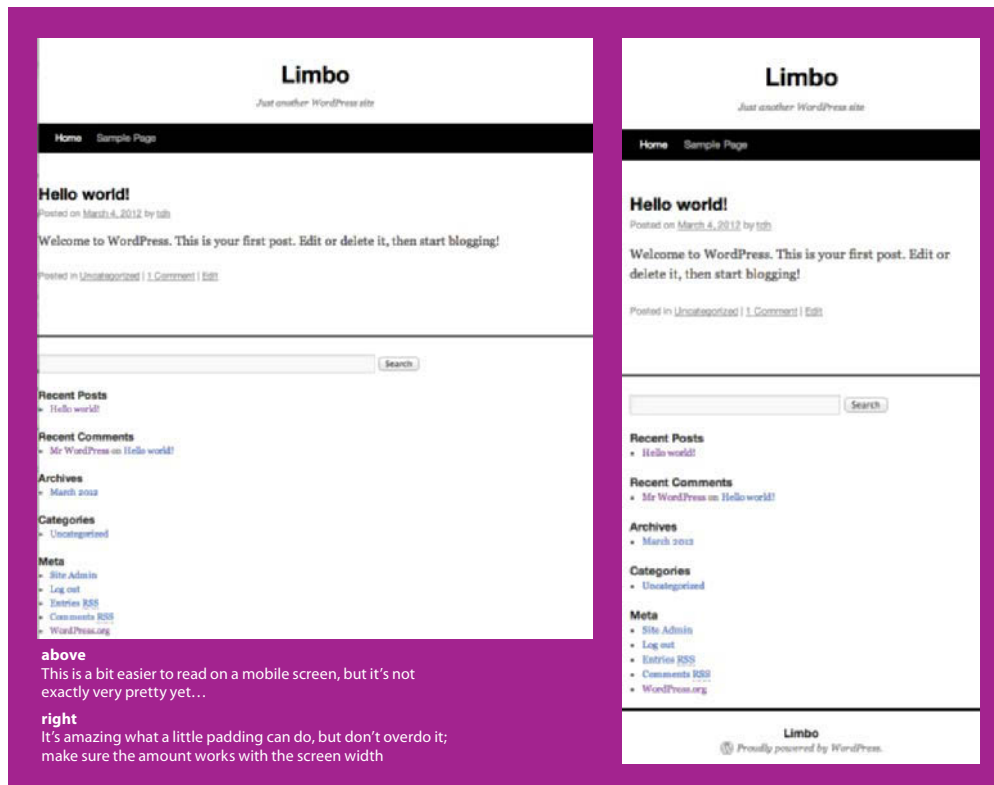 Limbo
Just another WordPress site
Home Sample Page
Hello world!
Posted on March 4, 2012 by tdh
Welcome to WordPress. This is your first post. Edit or delete it, then start blogging!
Posted in Uncategorized | 1 Comment | Edit
Search
Recent Posts
Hello world!
Recent Comments
Mr WordPress on Hello world!
Archives
March 2012
Categories
Uncategorized
Meta
Site Admin
Log out
Entries RSS
Comments RSS
WordPress.org
above
This is a bit easier to read on a mobile screen, but it's not
exactly very pretty yet…
right
It's amazing what a little padding can do, but don't overdo it;
make sure the amount works with the screen width
Limbo
Just another WordPress site
Home Sample Page
Hello world!
Posted on March 4, 2012 by tdh
Welcome to WordPress. This is your first post. Edit or
delete it, then start blogging!
Posted in Uncategorized | 1 Comment | Edit
Search
Recent Posts
Hello world!
Recent Comments
Mr WordPress on Hello world!
Archives
March 2012
Categories
Uncategorized
Meta
Site Admin
Log out
Entries RSS
Comments RSS
WordPress.org
Limbo
Proudly powered by WordPress.